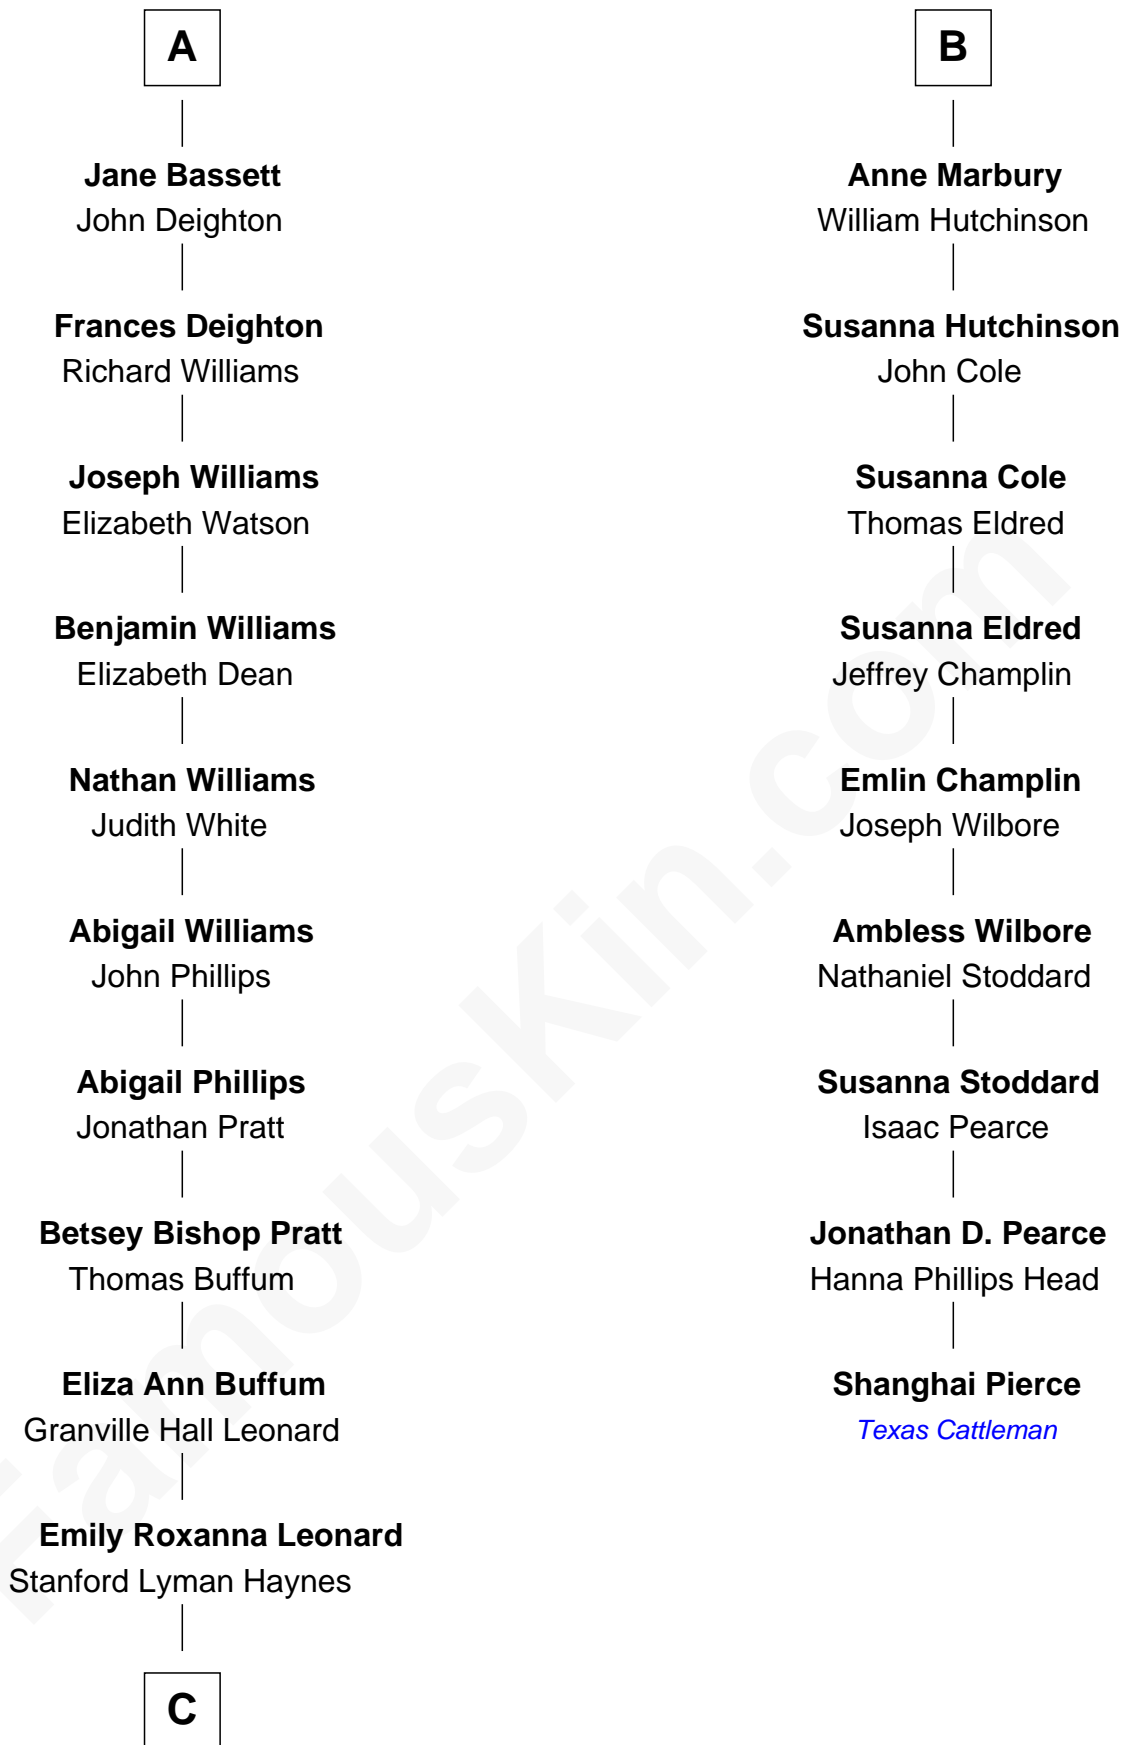 A
Jane Bassett
John Deighton
Frances Deighton
Richard Williams
Joseph Williams
Elizabeth Watson
Benjamin Williams
Elizabeth Dean
Nathan Williams
Judith White
Abigail Williams
John Phillips
Abigail Phillips
Jonathan Pratt
Betsey Bishop Pratt
Thomas Buffum
Eliza Ann Buffum
Granville Hall Leonard
Emily Roxanna Leonard
Stanford Lyman Haynes
C
B
Anne Marbury
William Hutchinson
Susanna Hutchinson
John Cole
Susanna Cole
Thomas Eldred
Susanna Eldred
Jeffrey Champlin
Emlin Champlin
Joseph Wilbore
Ambless Wilbore
Nathaniel Stoddard
Susanna Stoddard
Isaac Pearce
Jonathan D. Pearce
Hanna Phillips Head
Shanghai Pierce
Texas Cattleman
FamousKin.com